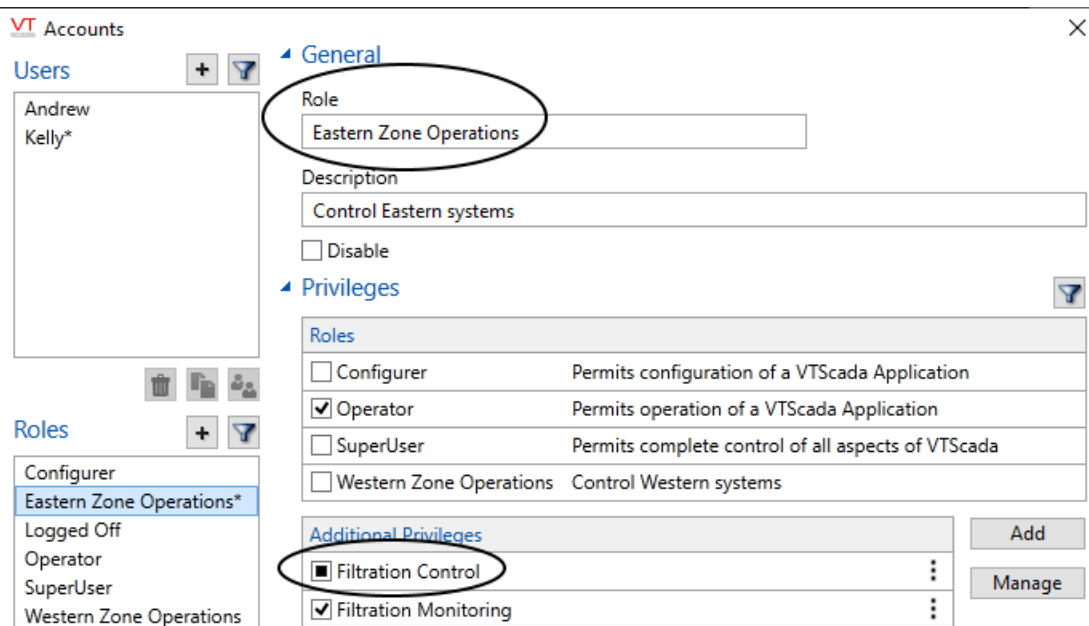 VT Accounts
Users
Andrew
Kelly*
Roles
Configurer
Eastern Zone Operations*
Logged Off
Operator
SuperUser
Western Zone Operations
General
Role
Eastern Zone Operations
Description
Control Eastern systems
Disable
Privileges
Roles
Configurer Permits configuration of a VTScada Application
Operator Permits operation of a VTScada Application
SuperUser Permits complete control of all aspects of VTScada
Western Zone Operations Control Western systems
Additional Privileges
Filtration Control
Filtration Monitoring
Add
Manage